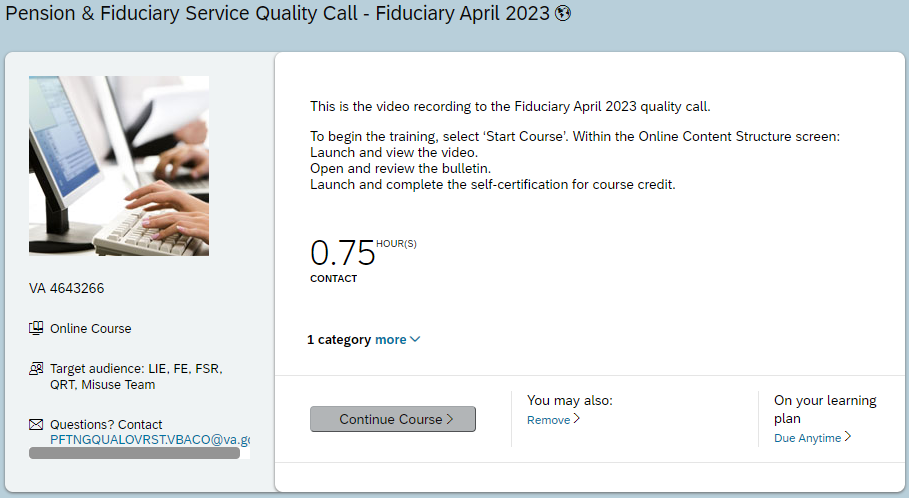 Pension & Fiduciary Service Quality Call - Fiduciary April 2023
This is the video recording to the Fiduciary April 2023 quality call.
To begin the training, select ‘Start Course’. Within the Online Content Structure screen:
Launch and view the video.
Open and review the bulletin.
Launch and complete the self-certification for course credit.
0.75 HOUR(S)
CONTACT
1 category more
VA 4643266
Online Course
Target audience: LIE, FE, FSR,
QRT, Misuse Team
Questions? Contact
PFTNGQUALOVRST.VBACO@va.g
Continue Course
You may also:
Remove
On your learning
plan
Due Anytime